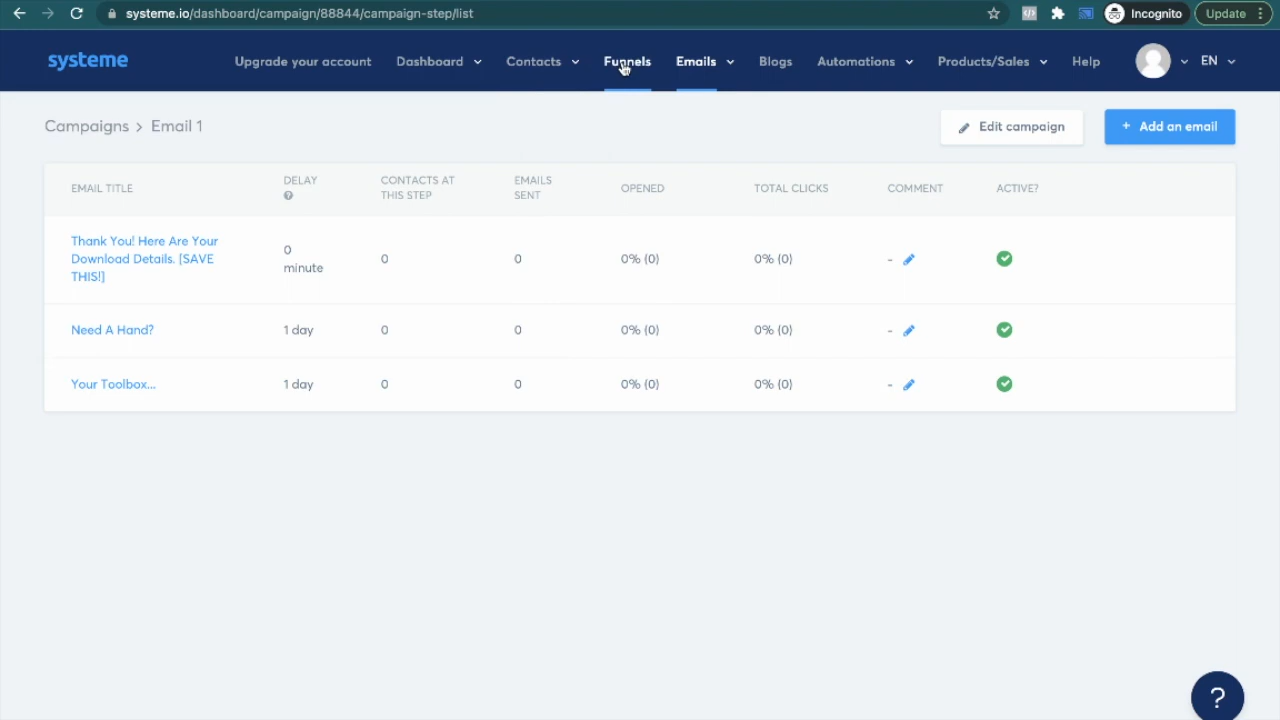 systeme.io/dashboard/campaign/88844/campaign-step/list
Incognito
Update
systeme
Upgrade your account
Dashboard
Contacts
Funnels
Emails
Blogs
Automations
Products/Sales
Help
EN
Campaigns > Email 1
Edit campaign
+ Add an email
EMAIL TITLE
DELAY
?
CONTACTS AT
THIS STEP
EMAILS
SENT
OPENED
TOTAL CLICKS
COMMENT
ACTIVE?
Thank You! Here Are Your
Download Details. [SAVE
THIS!]
0
minute
0
0
0% (0)
0% (0)
-
Need A Hand?
1 day
0
0
0% (0)
0% (0)
-
Your Toolbox...
1 day
0
0
0% (0)
0% (0)
-
?